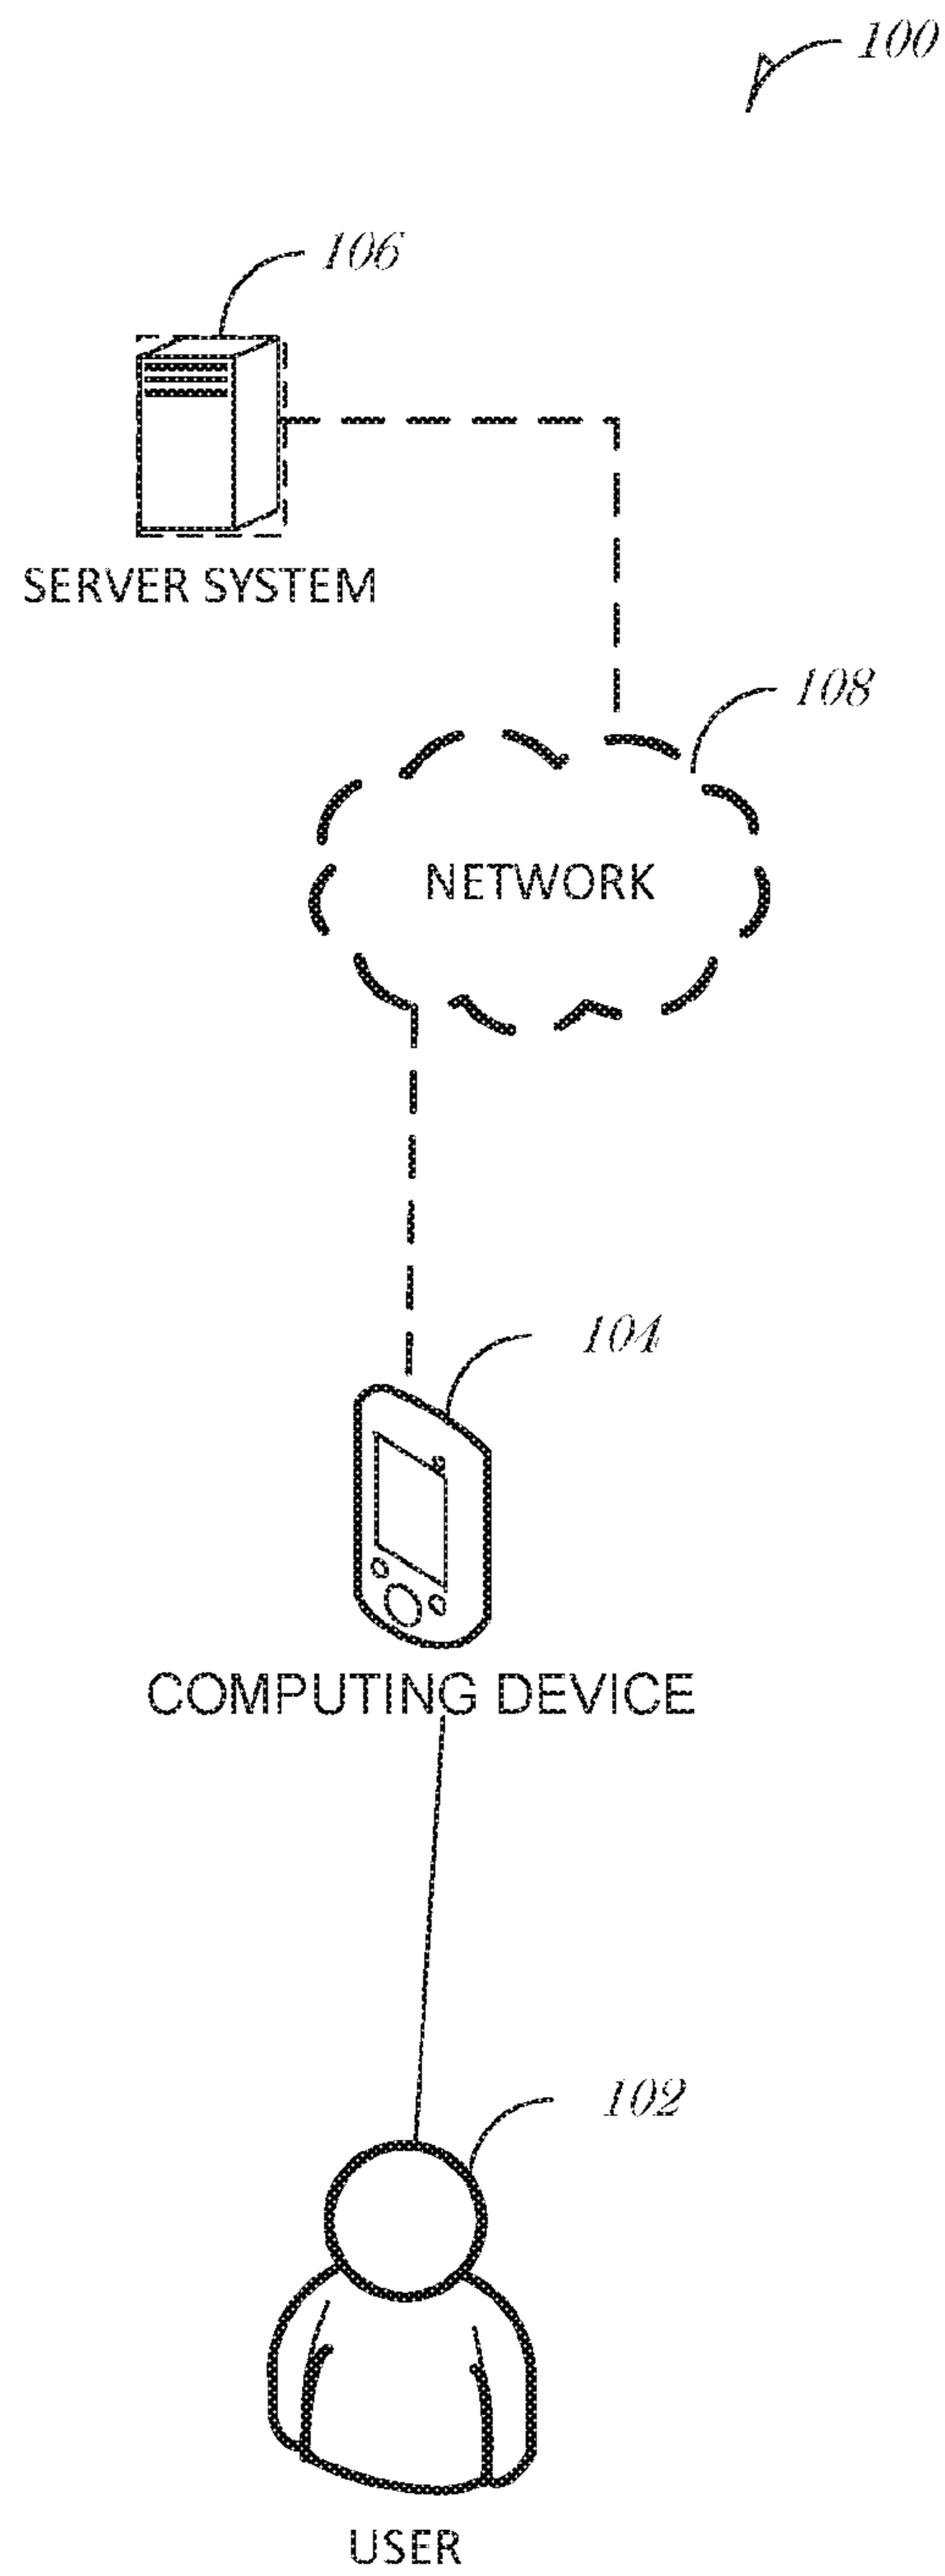 100
106
SERVER SYSTEM
108
NETWORK
104
COMPUTING DEVICE
102
USER